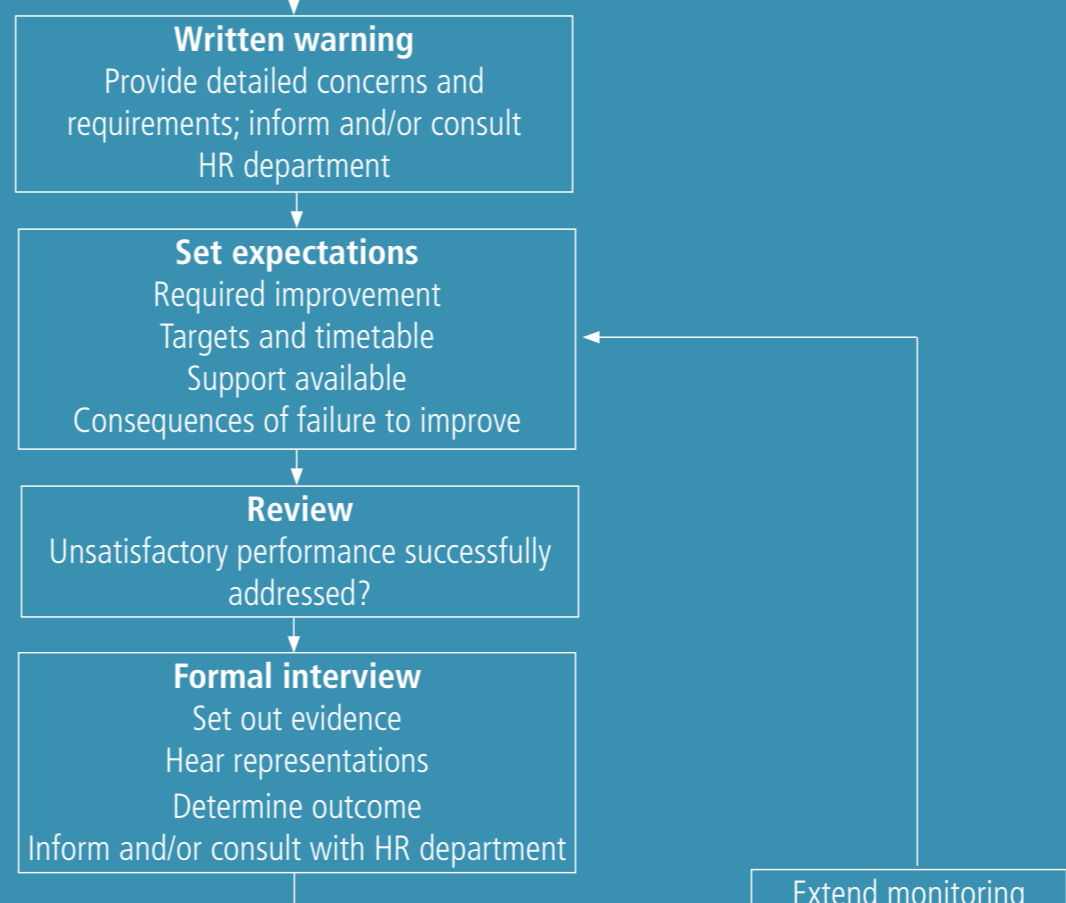 Written warning
Provide detailed concerns and
requirements; inform and/or consult
HR department
Set expectations
Required improvement
Targets and timetable
Support available
Consequences of failure to improve
Review
Unsatisfactory performance successfully
addressed?
Formal interview
Set out evidence
Hear representations
Determine outcome
Inform and/or consult with HR department
Extend monitoring